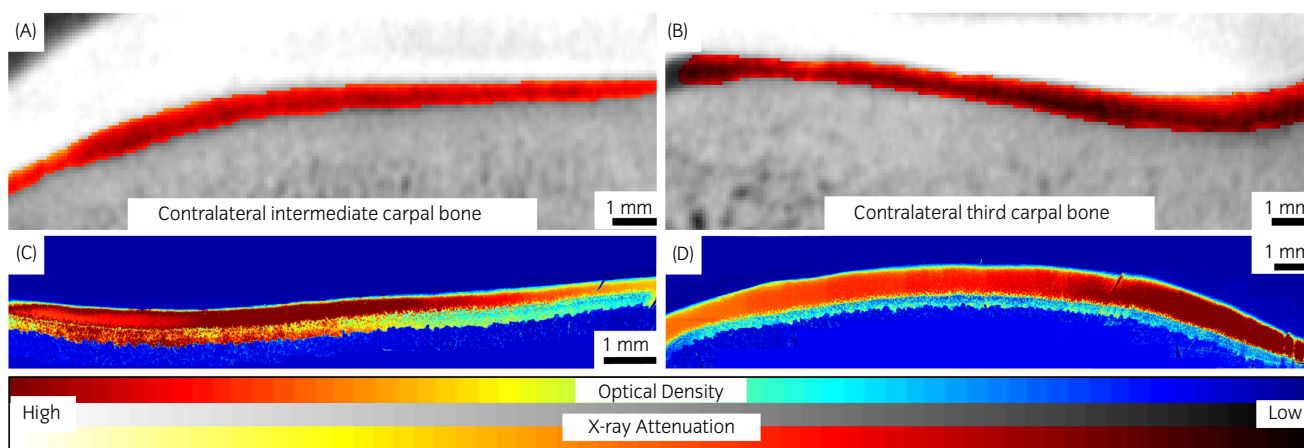 (A)
(B)
Contralateral intermediate carpal bone
1 mm
Contralateral third carpal bone
1 mm
(C)
1 mm
(D)
1 mm
Optical Density
High
Low
X-ray Attenuation